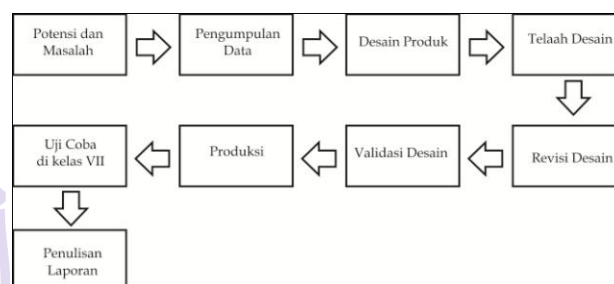 Potensi dan
Masalah
Pengumpulan
Data
Desain Produk
Telaah Desain
Revisi Desain
Validasi Desain
Produksi
Uji Coba
di kelas VII
Penulisan
Laporan